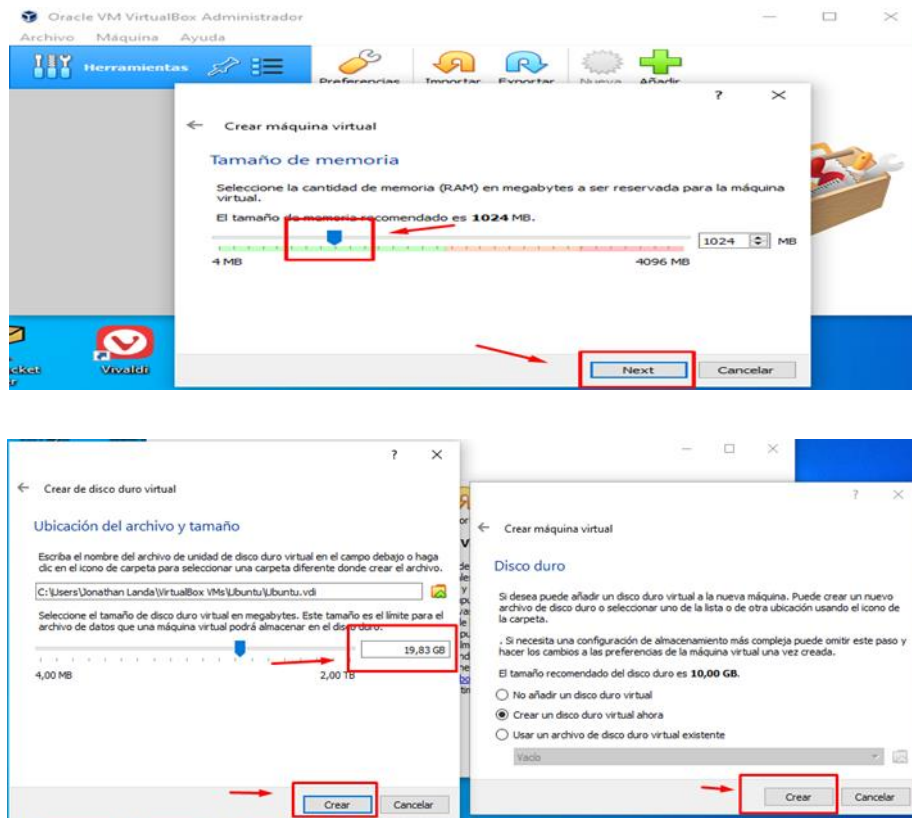 Oracle VM VirtualBox Administrador
Archivo Máquina Ayuda
Herramientas
Preferencias Importar Exportar Nueva Añadir
? ×
← Crear máquina virtual
Tamaño de memoria
Seleccione la cantidad de memoria (RAM) en megabytes a ser reservada para la máquina
virtual.
El tamaño de memoria recomendado es 1024 MB.
1024 MB
4 MB 4096 MB
Vivaldi
Next Cancelar
? ×
← Crear de disco duro virtual
Ubicación del archivo y tamaño
Escriba el nombre del archivo de unidad de disco duro virtual en el campo debajo o haga
clic en el icono de carpeta para seleccionar una carpeta diferente donde crear el archivo.
C:\Users\Jonathan Landa\VirtualBox VMs\Ubuntu\Ubuntu.vdi
Seleccione el tamaño de disco duro virtual en megabytes. Este tamaño es el límite para el
archivo de datos que una máquina virtual podrá almacenar en el disco duro.
19,83 GB
4,00 MB 2,00 TB
Crear Cancelar
? ×
← Crear máquina virtual
Disco duro
Si desea puede añadir un disco duro virtual a la nueva máquina. Puede crear un nuevo
archivo de disco duro o seleccionar uno de la lista o de otra ubicación usando el icono de
la carpeta.
. Si necesita una configuración de almacenamiento más compleja puede omitir este paso y
hacer los cambios a las preferencias de la máquina virtual una vez creada.
El tamaño recomendado del disco duro es 10,00 GB.
No añadir un disco duro virtual
Crear un disco duro virtual ahora
Usar un archivo de disco duro virtual existente
Vacío
Crear Cancelar